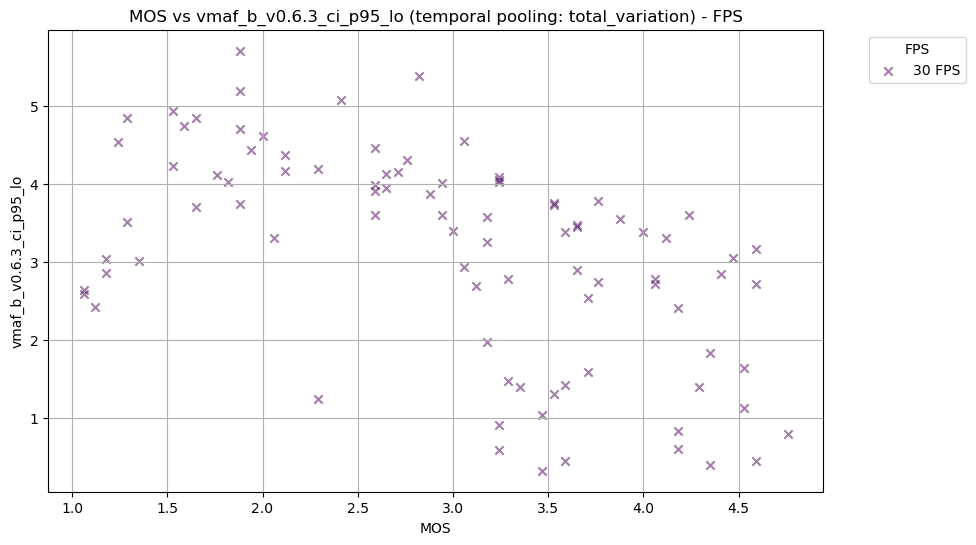 MOS vs vmaf_b_v0.6.3_ci_p95_lo (temporal pooling: total_variation) - FPS
FPS
30 FPS
vmaf_b_v0.6.3_ci_p95_lo
5
4
3
2
1
1.0 1.5 2.0 2.5 3.0 3.5 4.0 4.5
MOS